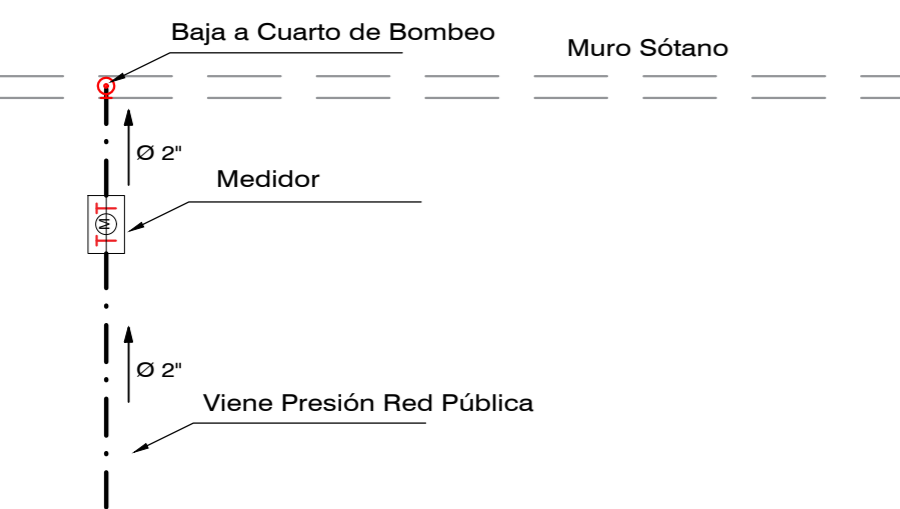 Baja a Cuarto de Bombeo
Muro Sótano
Ø 2"
Medidor
M
Ø 2"
Viene Presión Red Pública